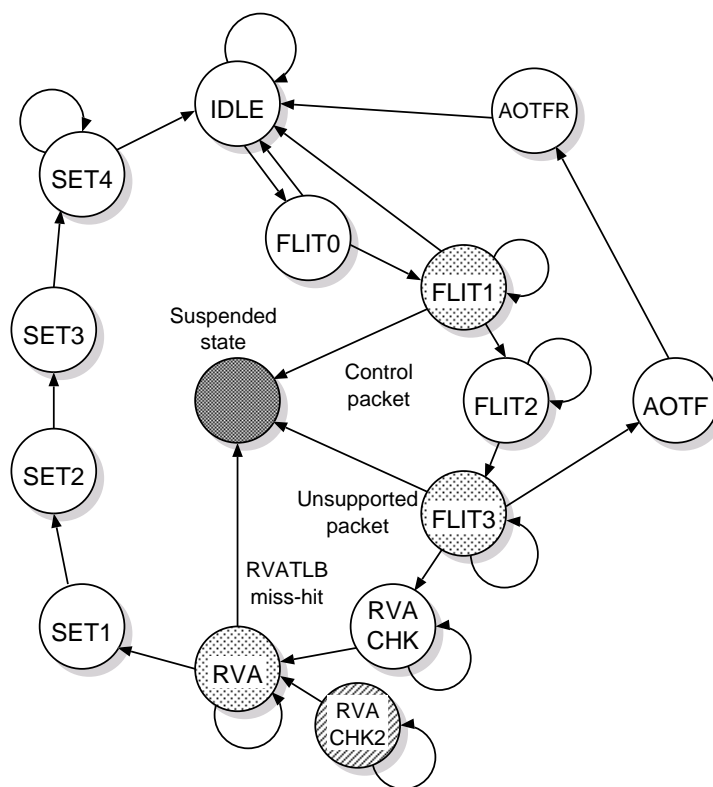 IDLE
AOTFR
SET4
FLIT0
FLIT1
Suspended
state
SET3
Control
packet
FLIT2
AOTF
SET2
Unsupported
packet
FLIT3
RVATLB
miss-hit
RVA
CHK
SET1
RVA
RVA
CHK2